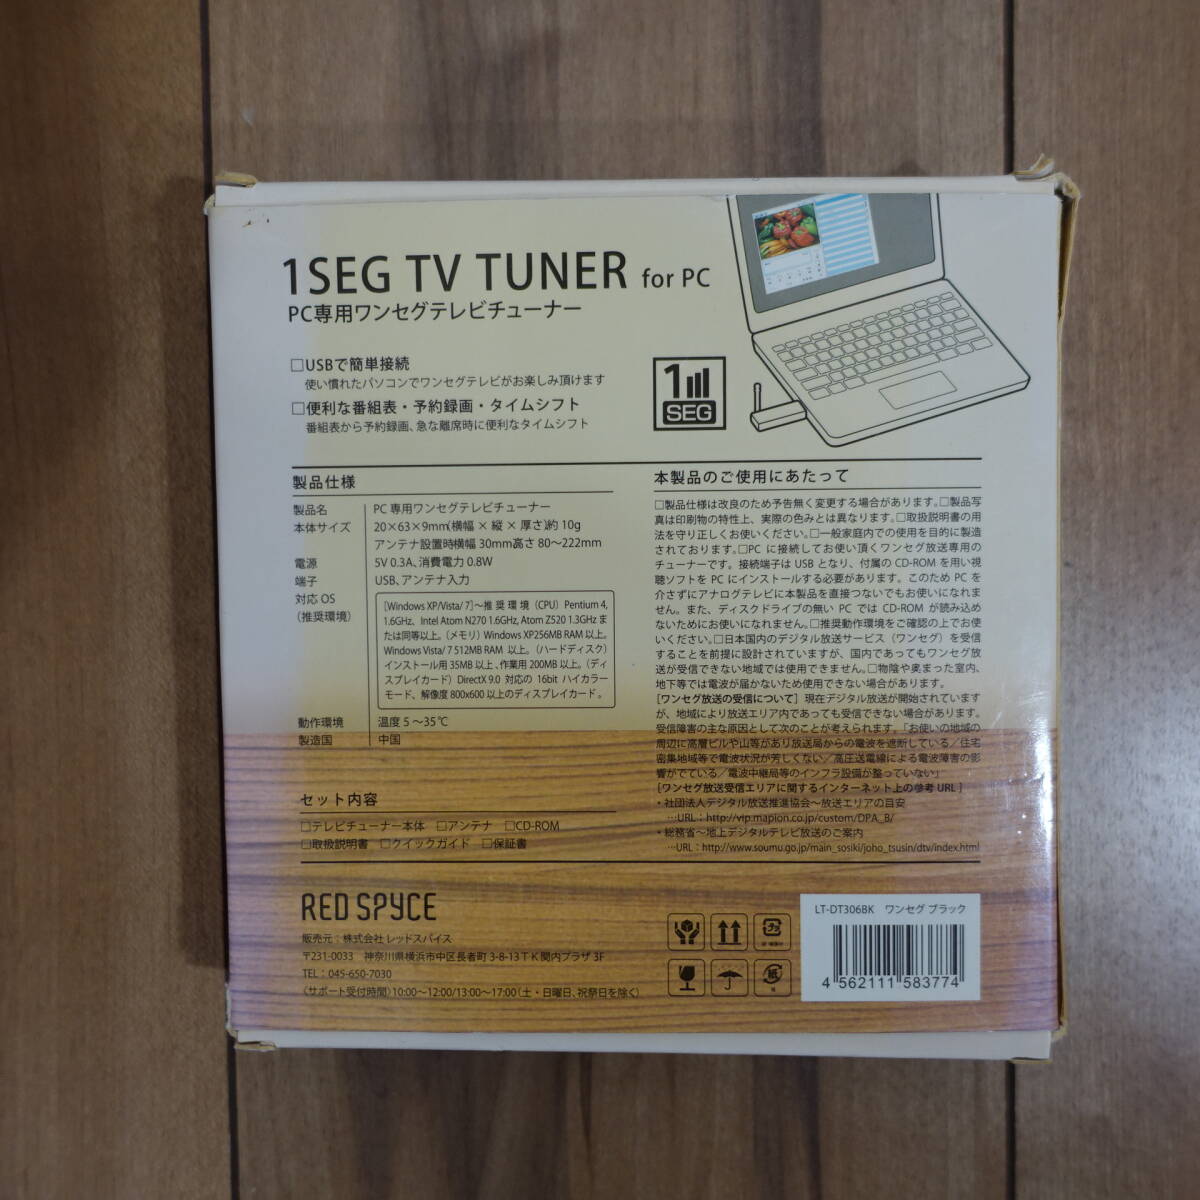 1SEG TV TUNER for PC
PC専用ワンセグテレビチューナー
□USBで簡単接続
使い慣れたパソコンでワンセグテレビがお楽しみ頂けます
□便利な番組表・予約録画・タイムシフト
番組表から予約録画、急な離席時に便利なタイムシフト
1
SEG
製品仕様
製品名 PC 専用ワンセグテレビチューナー
本体サイズ 20×63×9mm(横幅 × 縦 × 厚さ)約 10g
アンテナ設置時横幅 30mm高さ 80～222mm
電源 5V 0.3A、消費電力 0.8W
端子 USB、アンテナ入力
対応 OS
(推奨環境)
[Windows XP/Vista/ 7]～推奨環境（CPU）Pentium 4,
1.6GHz、Intel Atom N270 1.6GHz, Atom Z520 1.3GHz ま
たは同等以上。（メモリ）Windows XP256MB RAM 以上。
Windows Vista/ 7 512MB RAM 以上。（ハードディスク）
インストール用 35MB 以上、作業用 200MB 以上。（ディ
スプレイカード）DirectX 9.0 対応の 16bit ハイカラー
モード、解像度 800x600 以上のディスプレイカード。
動作環境 温度 5 ～35℃
製造国 中国
セット内容
□テレビチューナー本体 □アンテナ □CD-ROM
□取扱説明書 □クイックガイド □保証書
本製品のご使用にあたって
□製品仕様は改良のため予告無く変更する場合があります。□製品写
真は印刷物の特性上、実際の色みとは異なります。□取扱説明書の用
法を守り正しくお使いください。□一般家庭内での使用を目的に製造
されております。□PC に接続してお使い頂くワンセグ放送専用の
チューナーです。接続端子は USB となり、付属の CD-ROM を用い視
聴ソフトを PC にインストールする必要があります。このため PC を
介さずにアナログテレビに本製品を直接つないでもお使いになれませ
ん。また、ディスクドライブの無い PC では CD-ROM が読み込め
ないためにお使いになれません。□推奨動作環境をご確認の上でお使
いください。□日本国内のデジタル放送サービス（ワンセグ）を受信
することを前提に設計されていますが、国内であってもワンセグ放
送が受信できない地域では使用できません。□物陰や奥まった室内、
地下等では電波が届かないため使用できない場合があります。
[ワンセグ放送の受信について] 現在デジタル放送が開始されています
が、地域により放送エリア内であっても受信できない場合があります。
受信障害の主な原因として次のことが考えられます。「お使いの地域の
周辺に高層ビルや山等があり放送局からの電波を遮断している／住宅
密集地域等で電波状況が芳しくない／高圧送電線による電波障害の影
響がでている／電波中継局等のインフラ設備が整っていない」
[ワンセグ放送受信エリアに関するインターネット上の参考 URL ]
・社団法人デジタル放送推進協会～放送エリアの目安
…URL：http://vip.mapion.co.jp/custom/DPA_B/
・総務省～地上デジタルテレビ放送のご案内
…URL：http://www.soumu.go.jp/main_sosiki/joho_tsusin/dtv/index.html
RED SPYCE
販売元：株式会社 レッドスパイス
〒231-0033 神奈川県横浜市中区長者町 3-8-13ＴＫ関内プラザ 3F
TEL：045-650-7030
（サポート受付時間）10:00～12:00/13:00～17:00（土・日曜日、祝祭日を除く）
プラ
紙
LT-DT306BK ワンセグ ブラック
4 562111 583774